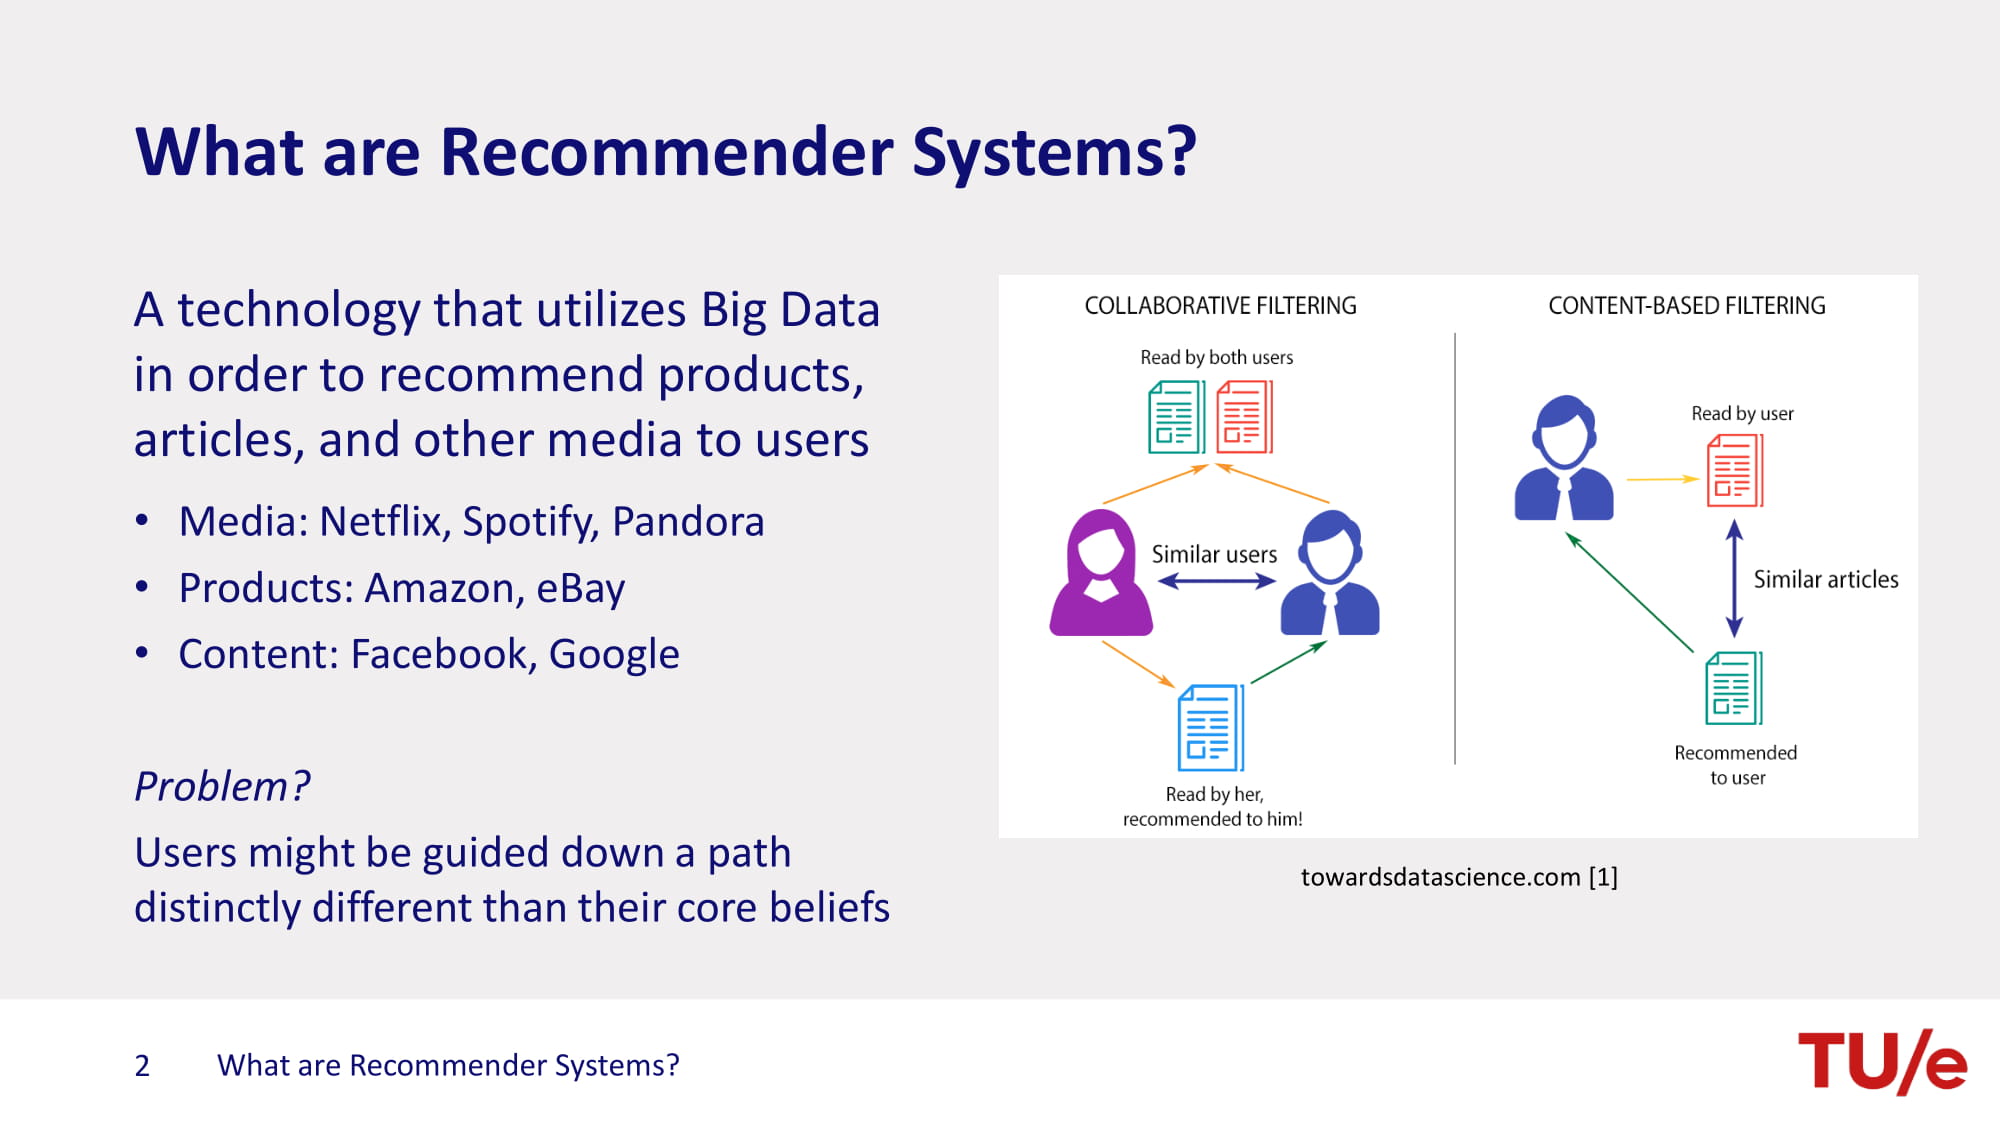 What are Recommender Systems?
A technology that utilizes Big Data
in order to recommend products,
articles, and other media to users
• Media: Netflix, Spotify, Pandora
• Products: Amazon, eBay
• Content: Facebook, Google
Problem?
Users might be guided down a path
distinctly different than their core beliefs
COLLABORATIVE FILTERING
Read by both users
Similar users
Read by her,
recommended to him!
CONTENT-BASED FILTERING
Read by user
Similar articles
Recommended
to user
towardsdatascience.com [1]
2 What are Recommender Systems?
TU/e